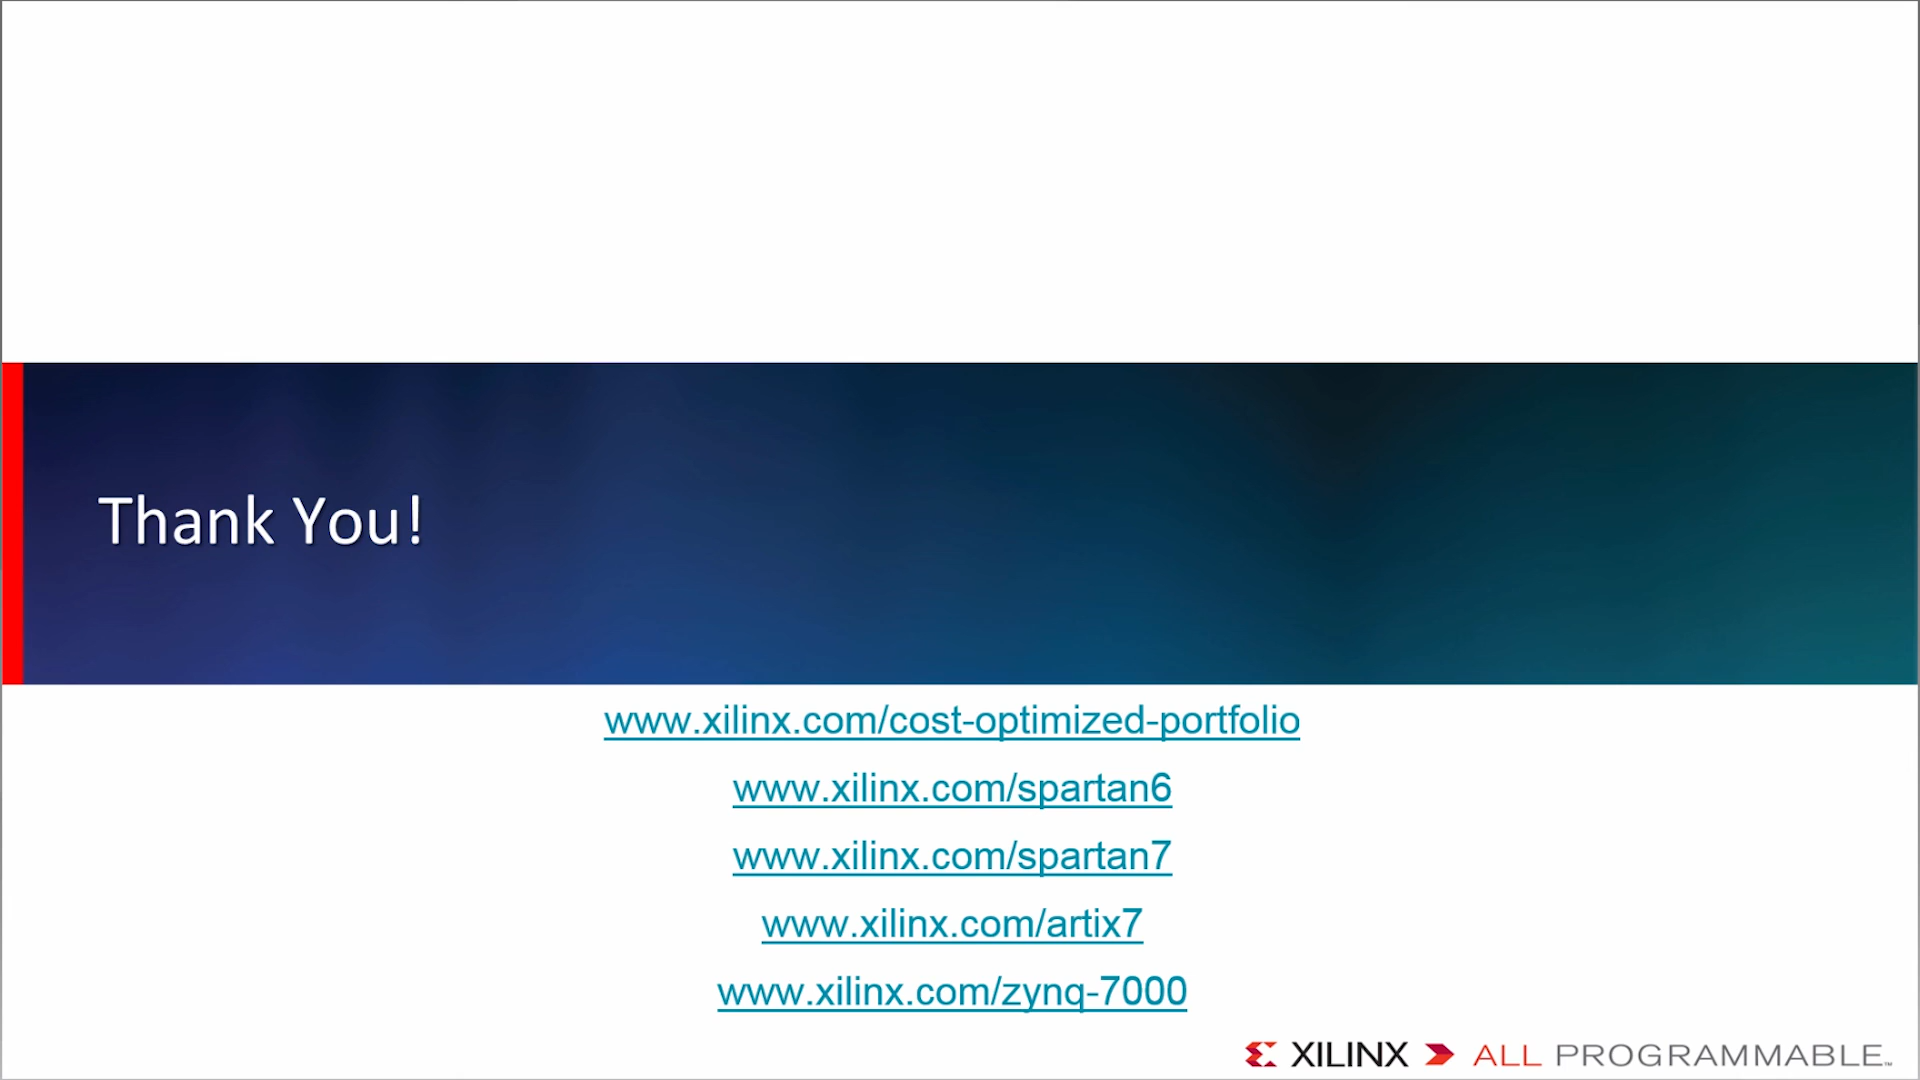 Thank You!
www.xilinx.com/cost-optimized-portfolio
www.xilinx.com/spartan6
www.xilinx.com/spartan7
www.xilinx.com/artix7
www.xilinx.com/zynq-7000
XILINX ALL PROGRAMMABLE™